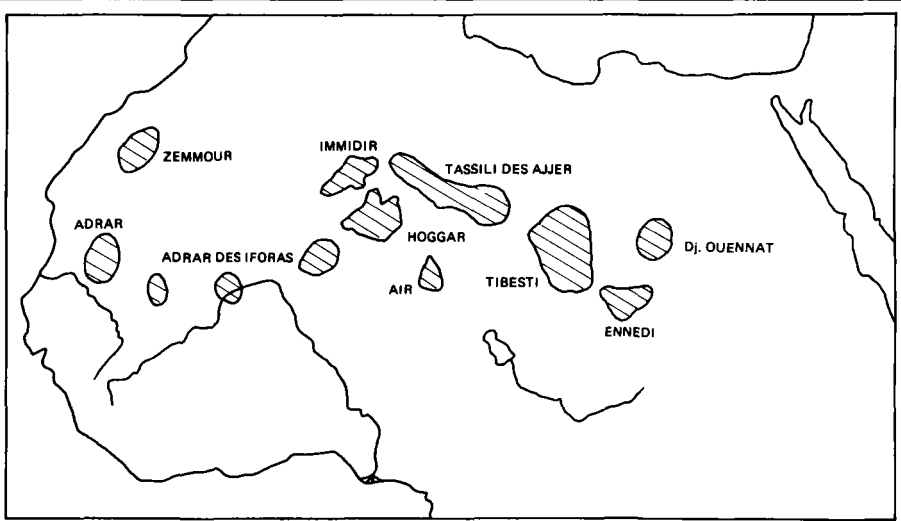 IMMIDIR
ZEMMOUR
TASSILI DES AJJER
ADRAR
HOGGAR
Dj. OUENNAT
ADRAR DES IFORAS
AIR
TIBESTI
ENNEDI